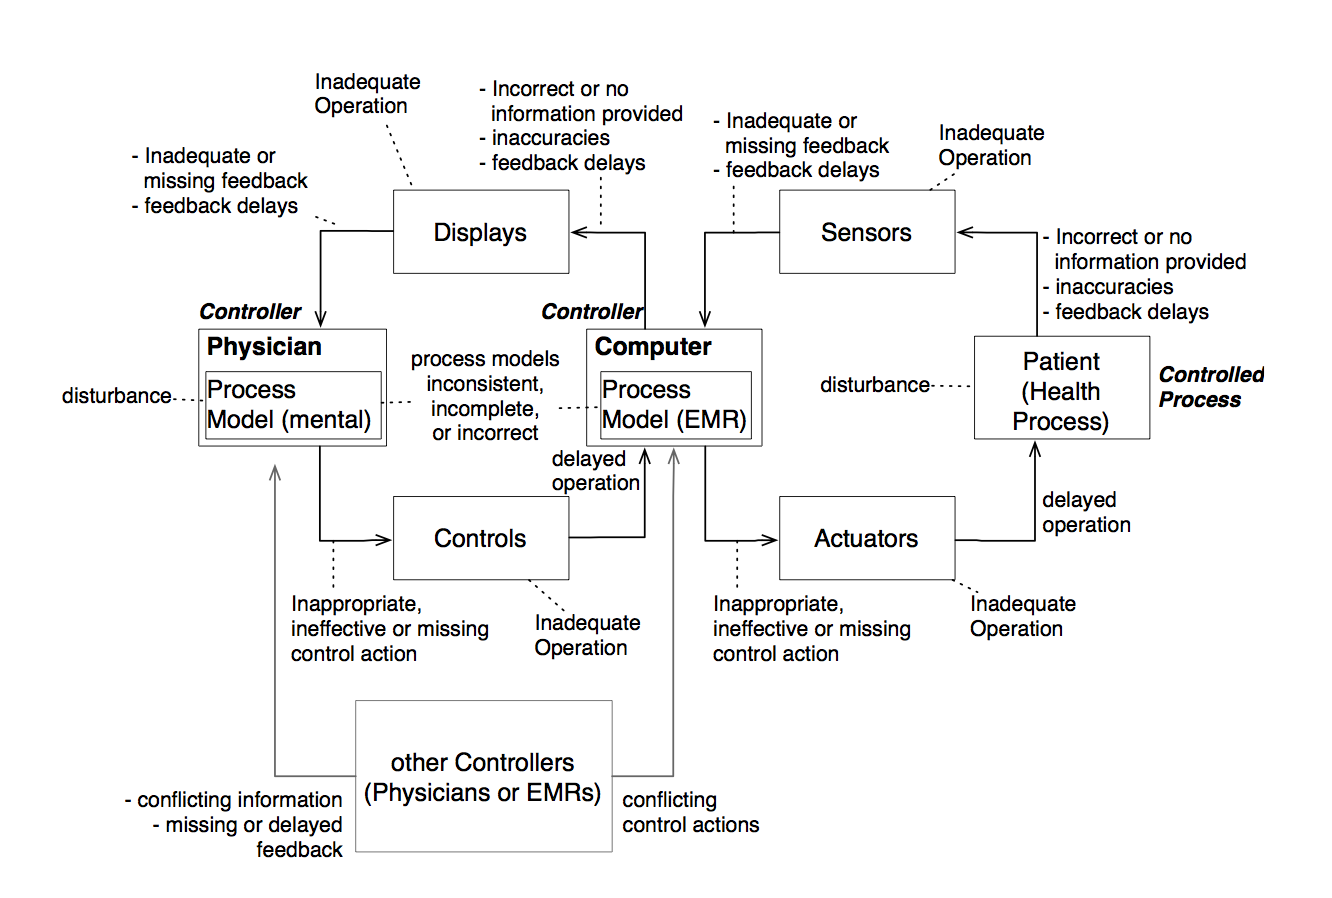 Inadequate
Operation
- Incorrect or no
information provided
- inaccuracies
- feedback delays
- Inadequate or
missing feedback
- feedback delays
Inadequate
Operation
- Inadequate or
missing feedback
- feedback delays
Displays
Sensors
- Incorrect or no
information provided
- inaccuracies
- feedback delays
Controller
Physician
Process
Model (mental)
disturbance
process models
inconsistent,
incomplete,
or incorrect
Controller
Computer
Process
Model (EMR)
disturbance
Patient
(Health
Process)
Controlled
Process
delayed
operation
Controls
Actuators
delayed
operation
Inappropriate,
ineffective or missing
control action
Inadequate
Operation
Inappropriate,
ineffective or missing
control action
Inadequate
Operation
other Controllers
(Physicians or EMRs)
- conflicting information
- missing or delayed
feedback
conflicting
control actions